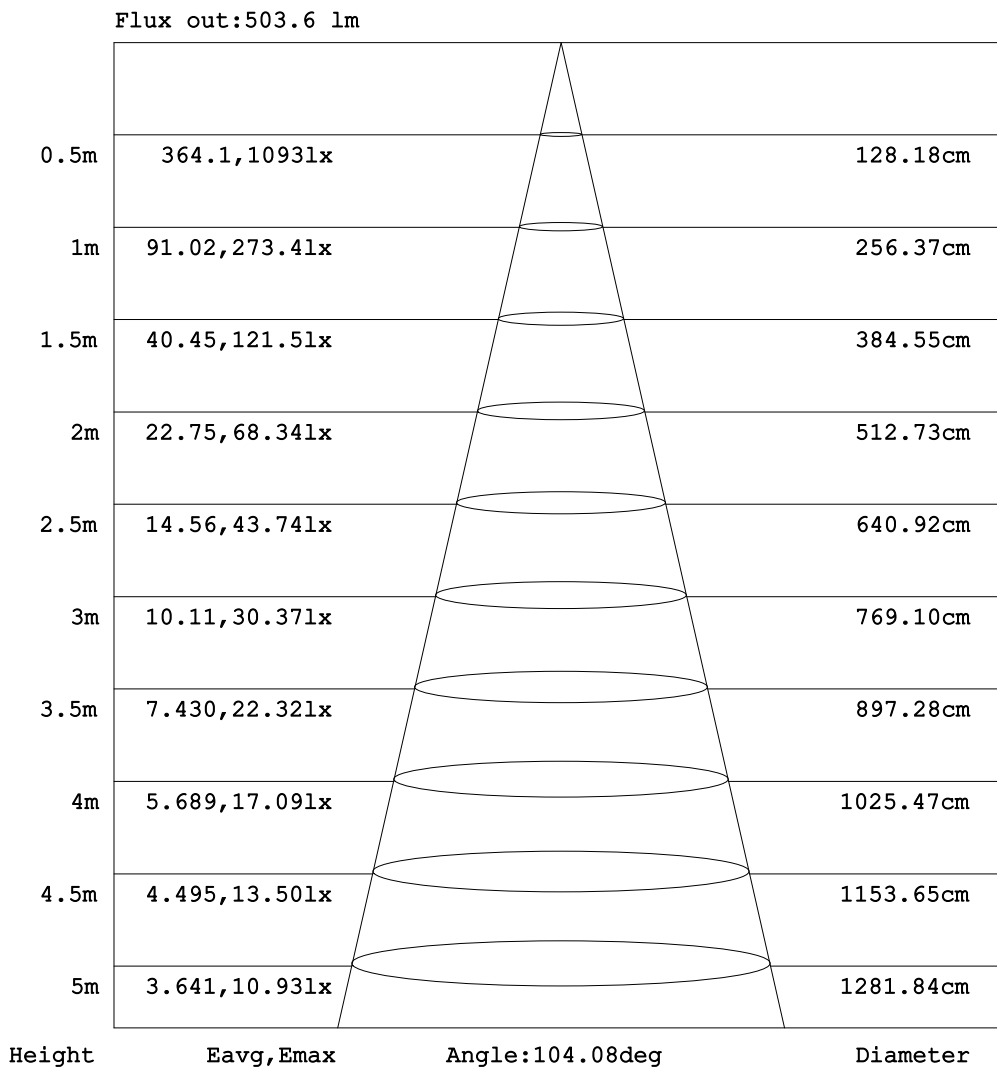 Flux out:503.6 lm
0.5m 364.1,1093lx 128.18cm
1m 91.02,273.4lx 256.37cm
1.5m 40.45,121.5lx 384.55cm
2m 22.75,68.34lx 512.73cm
2.5m 14.56,43.74lx 640.92cm
3m 10.11,30.37lx 769.10cm
3.5m 7.430,22.32lx 897.28cm
4m 5.689,17.09lx 1025.47cm
4.5m 4.495,13.50lx 1153.65cm
5m 3.641,10.93lx 1281.84cm
Height Eavg,Emax Angle:104.08deg Diameter